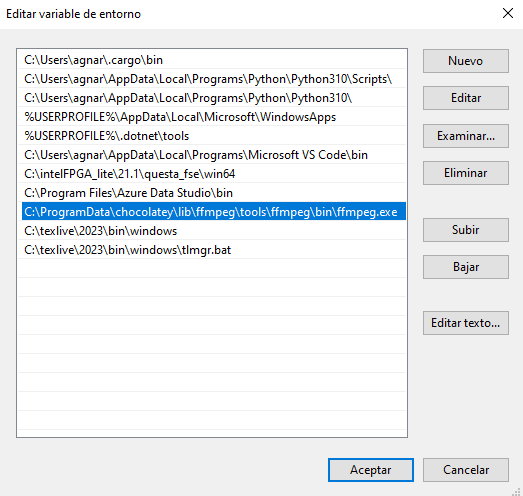 Editar variable de entorno
C:\Users\agnar\.cargo\bin
C:\Users\agnar\AppData\Local\Programs\Python\Python310\Scripts\
C:\Users\agnar\AppData\Local\Programs\Python\Python310\
%USERPROFILE%\AppData\Local\Microsoft\WindowsApps
%USERPROFILE%\.dotnet\tools
C:\Users\agnar\AppData\Local\Programs\Microsoft VS Code\bin
C:\intelFPGA_lite\21.1\questa_fse\win64
C:\Program Files\Azure Data Studio\bin
C:\ProgramData\chocolatey\lib\ffmpeg\tools\ffmpeg\bin\ffmpeg.exe
C:\texlive\2023\bin\windows
C:\texlive\2023\bin\windows\tlmgr.bat
Nuevo
Editar
Examinar...
Eliminar
Subir
Bajar
Editar texto...
Aceptar
Cancelar